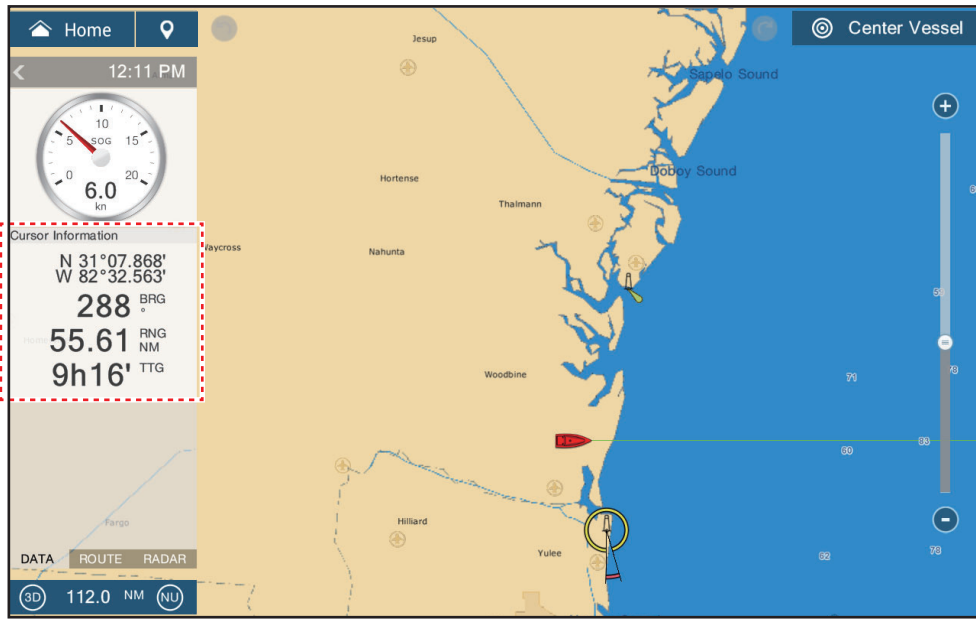 Home
Center Vessel
12:11 PM
10
5
SOG
15
0
20
6.0
kn
Cursor Information
N 31°07.868'
W 82°32.563'
288 BRG
°
55.61 RNG
NM
9h16' TTG
Fargo
DATA ROUTE RADAR
3D 112.0 NM NU
Jesup
Sapelo Sound
Hortense
Doboy Sound
Thalmann
Waycross
Nahunta
59
Woodbine
71
78
83
60
Hilliard
Yulee
62
78